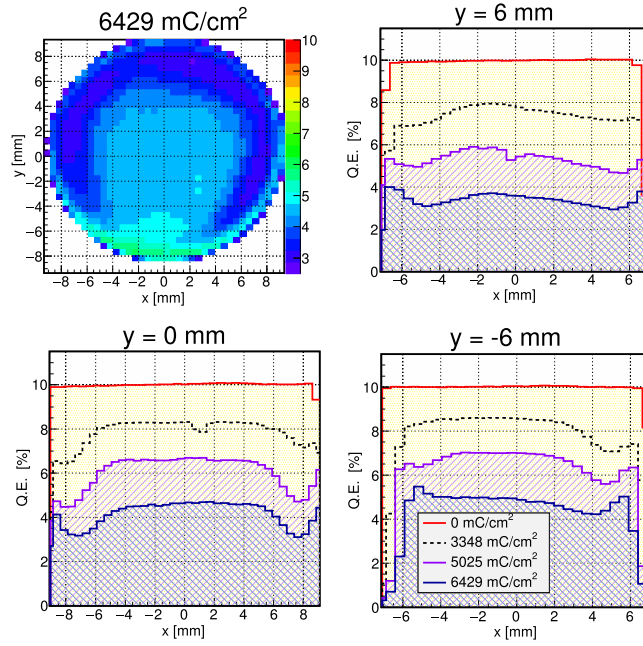 6429 mC/cm²
y = 6 mm
y [mm]
8
6
4
2
0
−2
−4
−6
−8
−8 −6 −4 −2 0 2 4 6 8
x [mm]
10
9
8
7
6
5
4
3
Q.E. [%]
10
8
6
4
2
0
−6 −4 −2 0 2 4 6
x [mm]
y = 0 mm
y = -6 mm
Q.E. [%]
10
8
6
4
2
0
−8 −6 −4 −2 0 2 4 6 8
x [mm]
Q.E. [%]
10
8
6
4
2
0
0 mC/cm²
3348 mC/cm²
5025 mC/cm²
6429 mC/cm²
−6 −4 −2 0 2 4 6
x [mm]